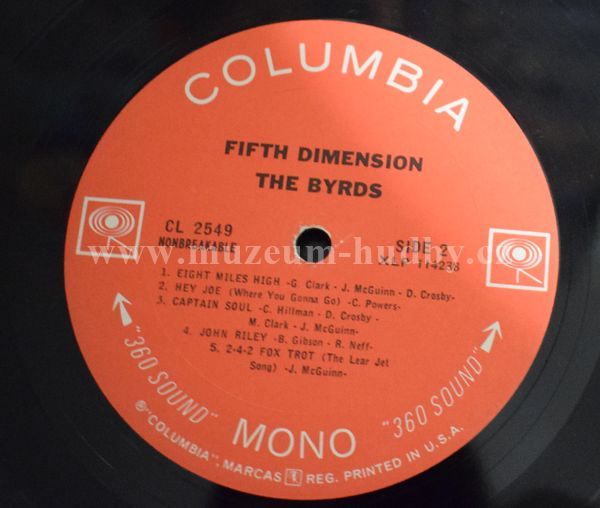 COLUMBIA
FIFTH DIMENSION
THE BYRDS
CL 2549
NONBREAKABLE
SIDE 2
XLP 114238
www.muzeum-hudby.cz
1. EIGHT MILES HIGH -G. Clark - J. McGuinn - D. Crosby-
2. HEY JOE (Where You Gonna Go) -C. Powers-
3. CAPTAIN SOUL -C. Hillman - D. Crosby -
M. Clark - J. McGuinn-
4. JOHN RILEY -B. Gibson - R. Neff-
5. 2-4-2 FOX TROT (The Lear Jet
Song) -J. McGuinn-
"360 SOUND"
MONO
"360 SOUND"
℗"COLUMBIA", MARCAS REG. PRINTED IN U.S.A.